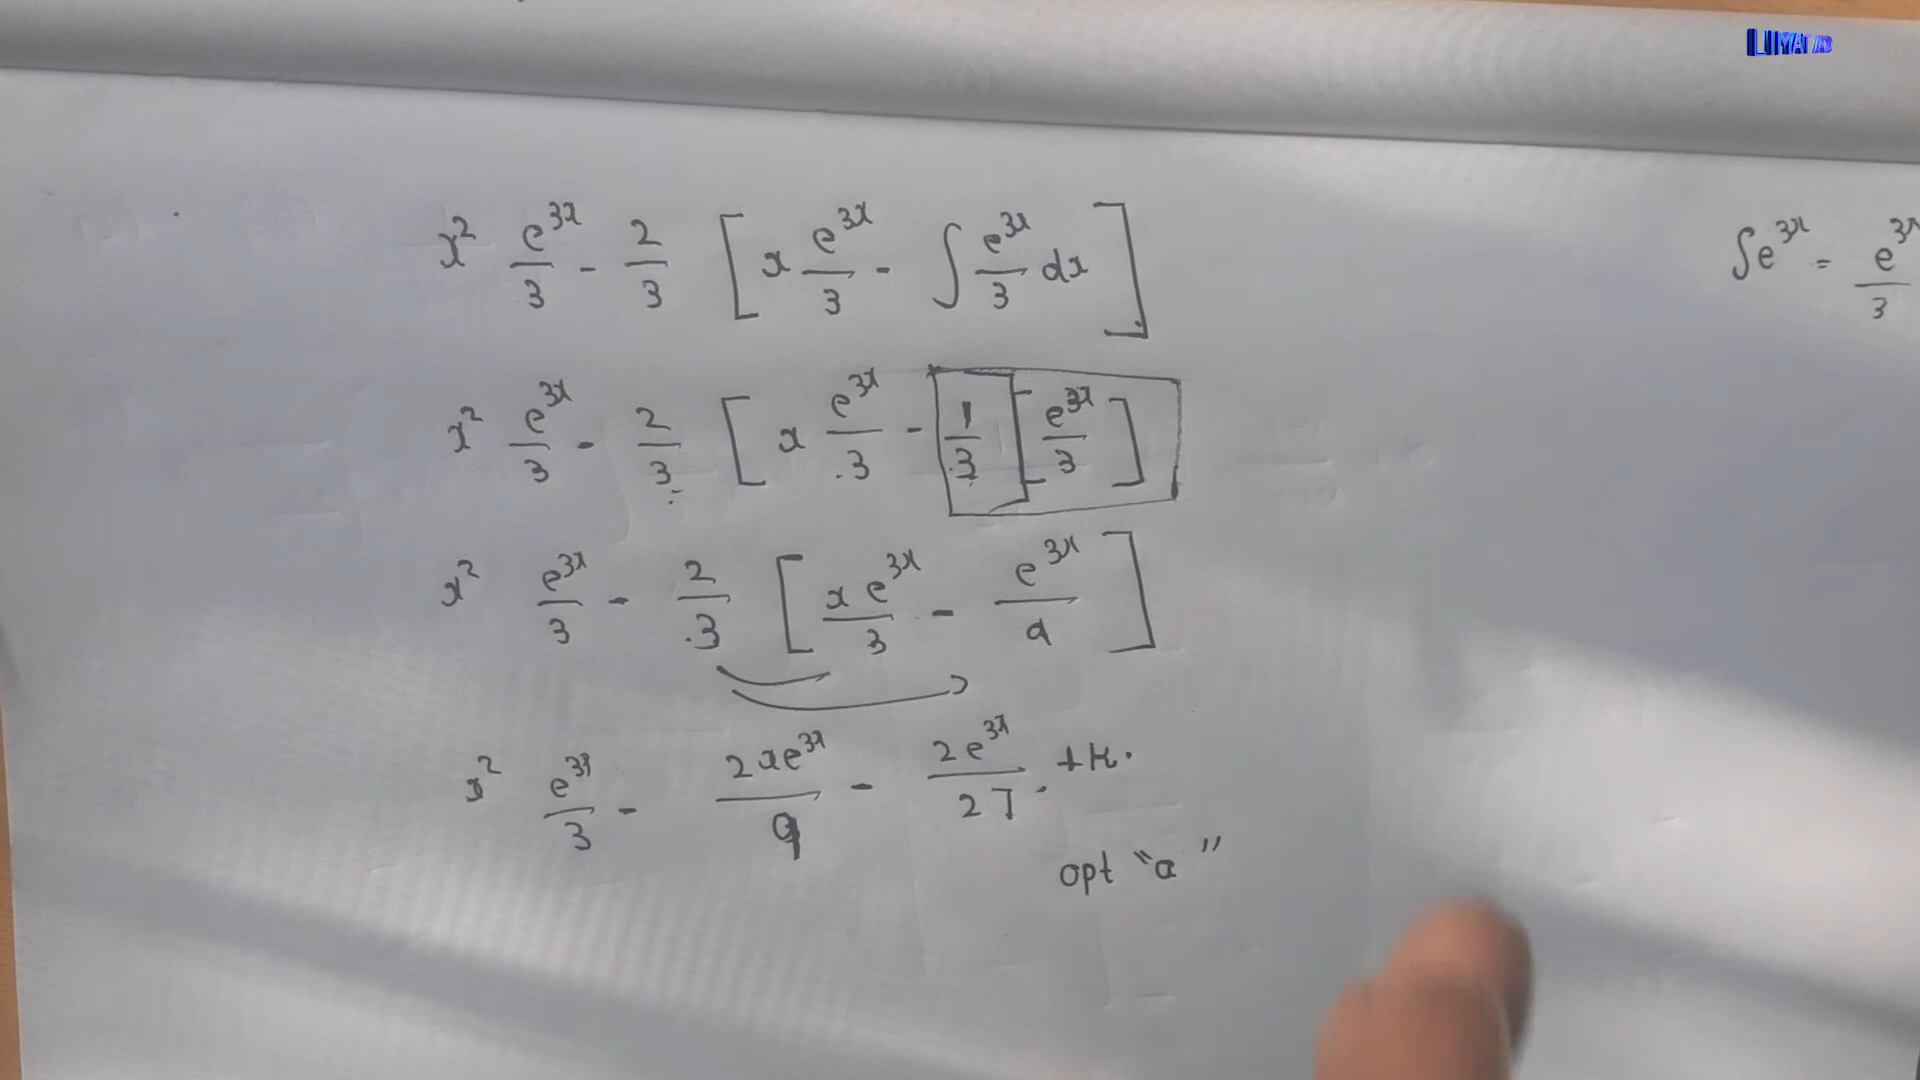 x² e^3x/3 - 2/3 [ x e^3x/3 - ∫ e^3x/3 dx ]
∫e^3x = e^3x/3
x² e^3x/3 - 2/3 [ x e^3x/3 - 1/3 [ e^3x/3 ]
x² e^3x/3 - 2/3 [ x e^3x/3 - e^3x/9 ]
x² e^3x/3 - 2xe^3x/9 - 2e^3x/27 . +k.
opt "a"